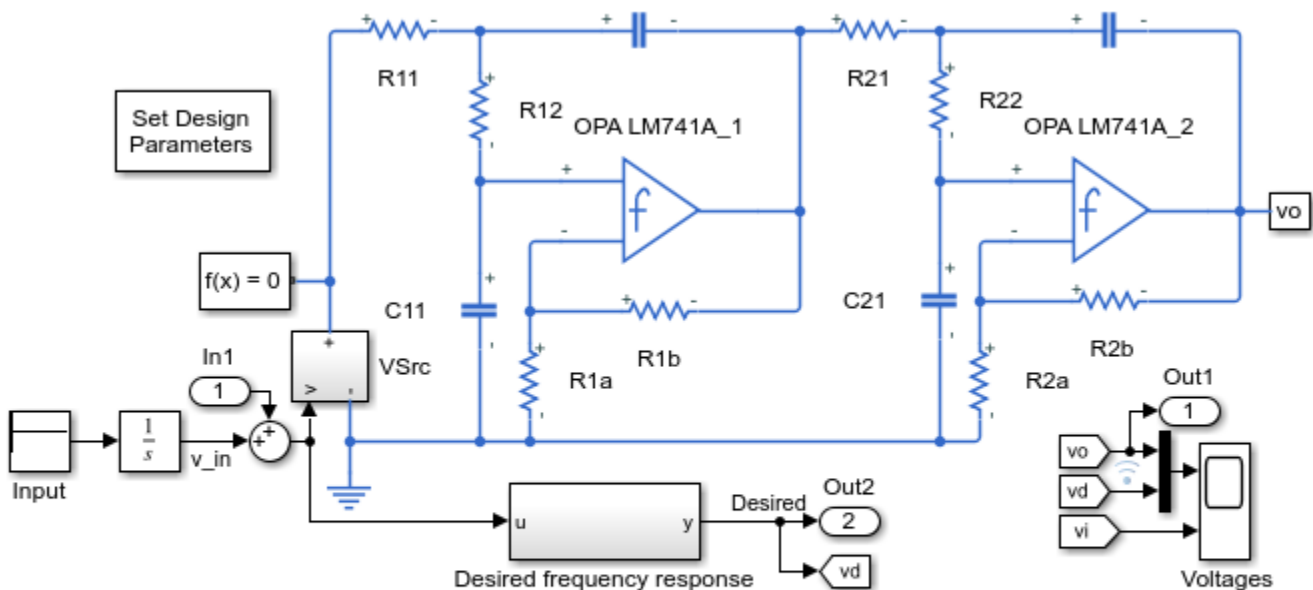 R11
R21
R12
R22
OPA LM741A_1
OPA LM741A_2
Set Design
Parameters
vo
f(x) = 0
C11
C21
R1b
R2b
VSrc
R1a
R2a
In1
1
Out1
1
1
s
v_in
Input
vo
vd
vi
Voltages
Desired
Out2
2
u
y
vd
Desired frequency response